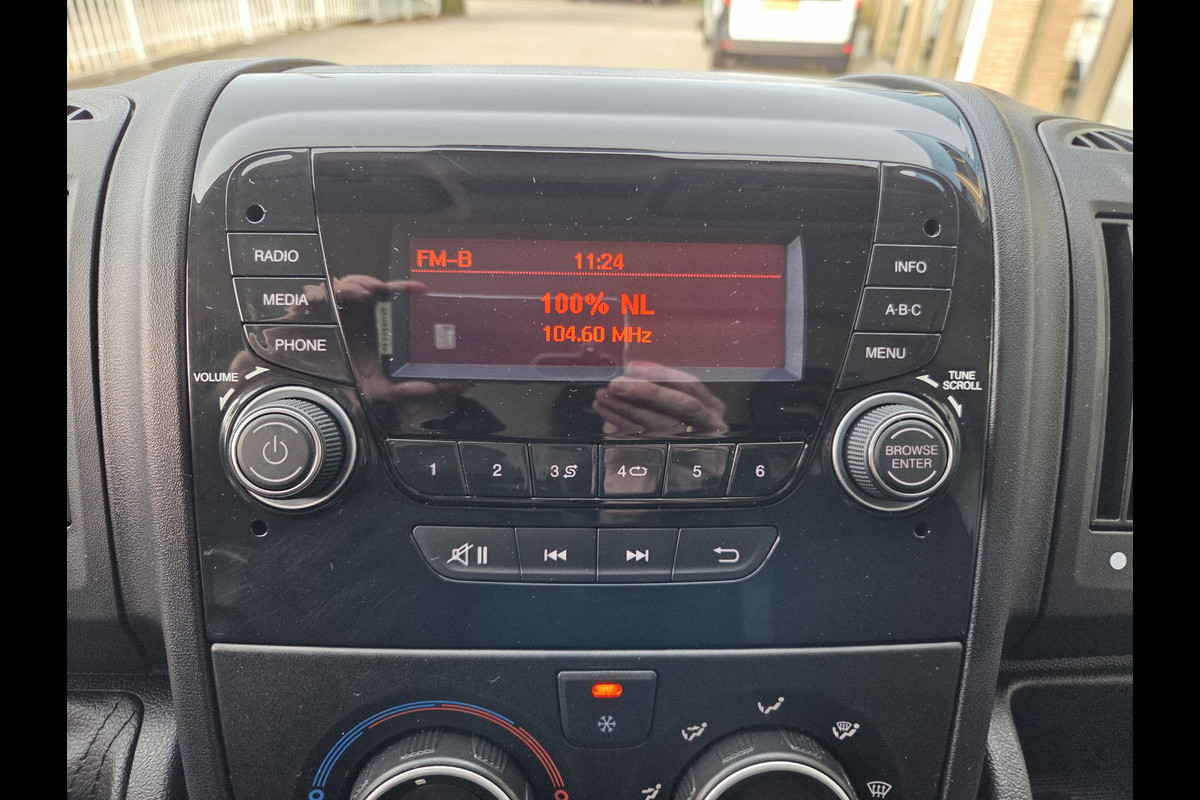 FM-B 11:24
100% NL
104.60 MHz
RADIO
MEDIA
PHONE
INFO
A·B·C
MENU
VOLUME
TUNE
SCROLL
BROWSE
ENTER
1 2 3 4 5 6